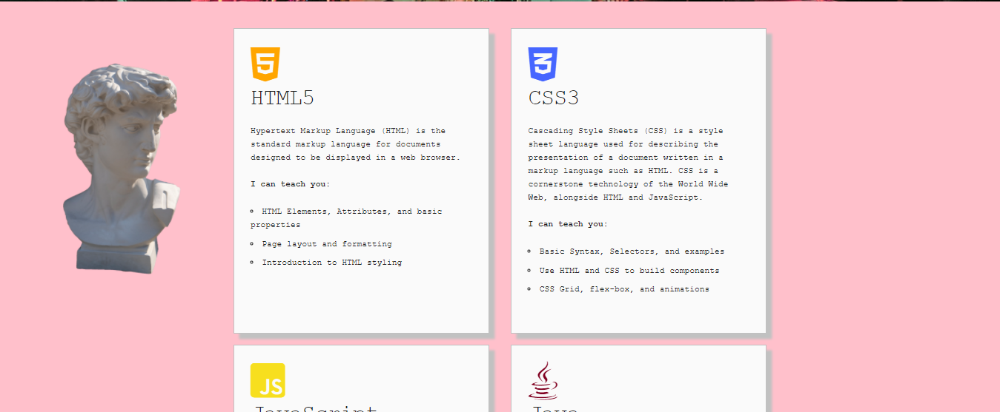 HTML5
Hypertext Markup Language (HTML) is the
standard markup language for documents
designed to be displayed in a web browser.
I can teach you:
HTML Elements, Attributes, and basic
properties
Page layout and formatting
Introduction to HTML styling
CSS3
Cascading Style Sheets (CSS) is a style
sheet language used for describing the
presentation of a document written in a
markup language such as HTML. CSS is a
cornerstone technology of the World Wide
Web, alongside HTML and JavaScript.
I can teach you:
Basic Syntax, Selectors, and examples
Use HTML and CSS to build components
CSS Grid, flex-box, and animations
JS
JavaScript
Java